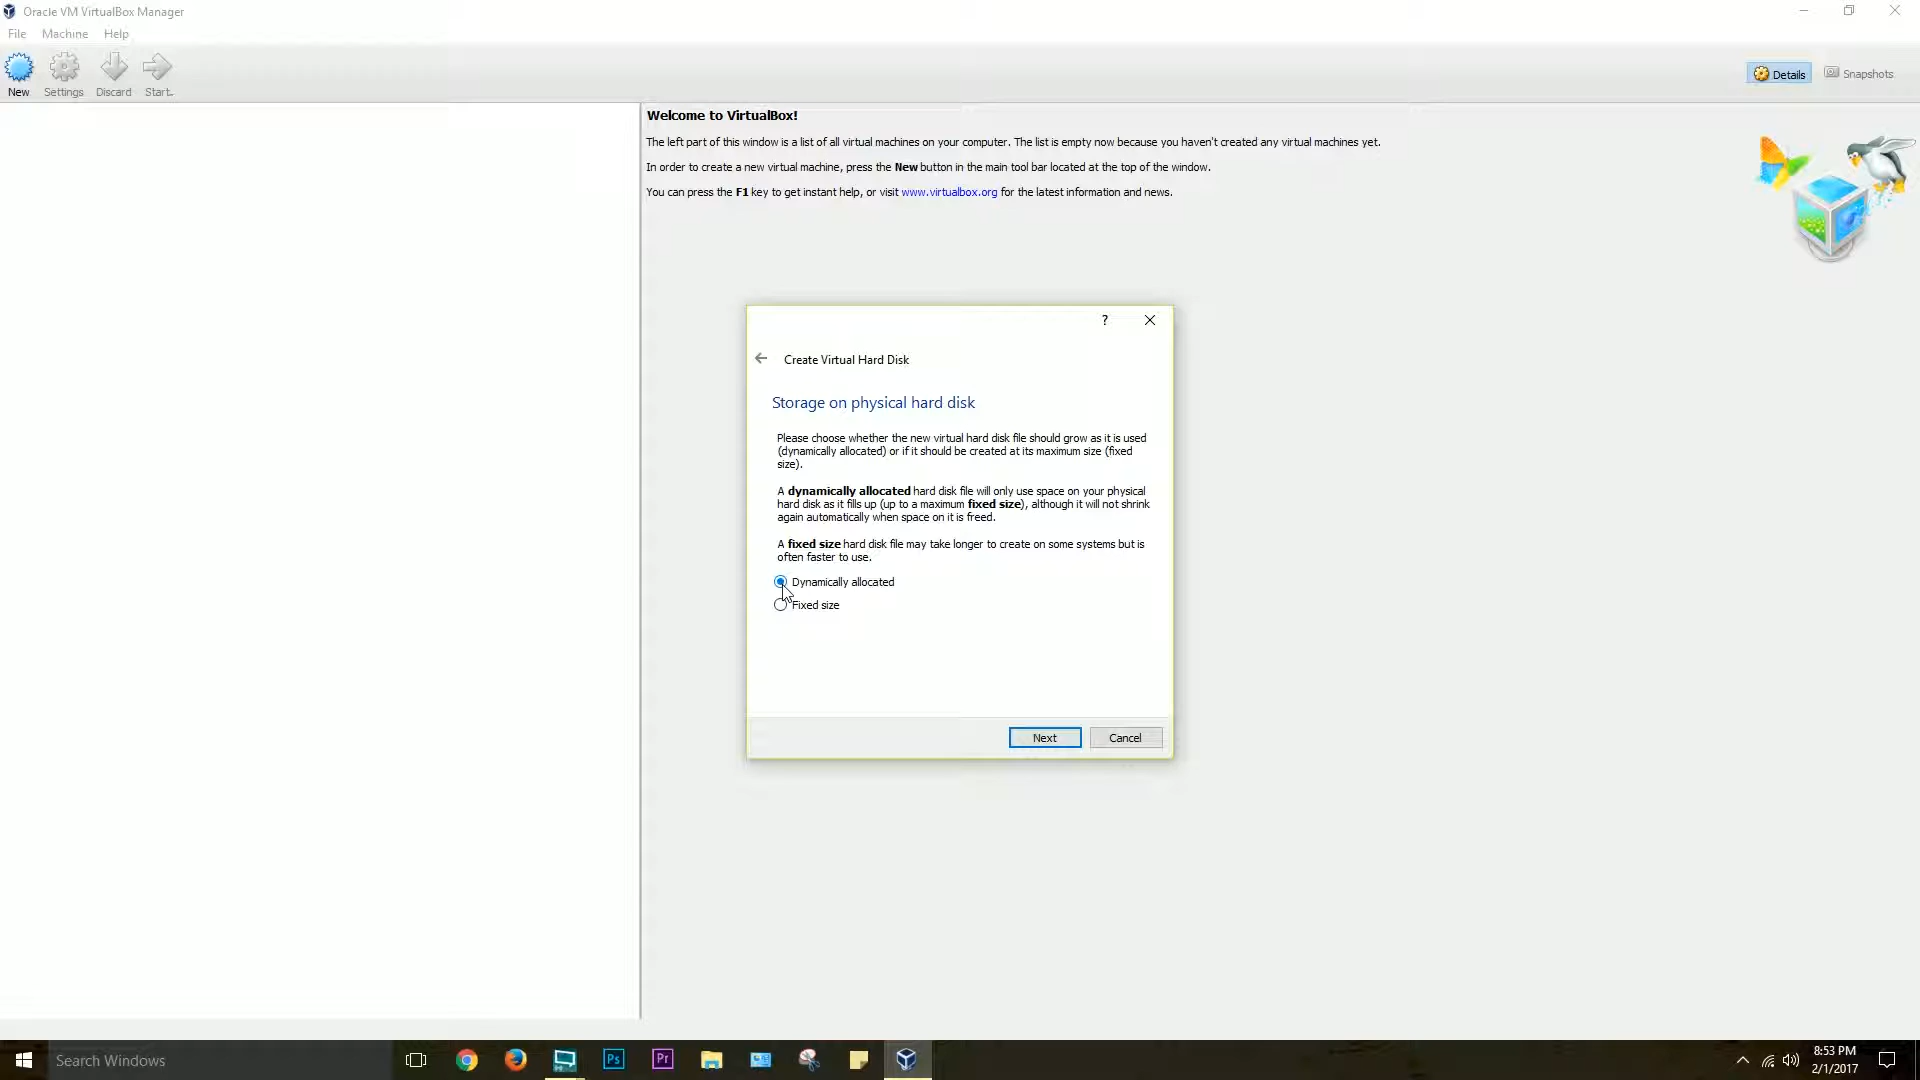 Oracle VM VirtualBox Manager
File Machine Help
New Settings Discard Start
Details Snapshots
Welcome to VirtualBox!
The left part of this window is a list of all virtual machines on your computer. The list is empty now because you haven't created any virtual machines yet.
In order to create a new virtual machine, press the New button in the main tool bar located at the top of the window.
You can press the F1 key to get instant help, or visit www.virtualbox.org for the latest information and news.
?
Create Virtual Hard Disk
Storage on physical hard disk
Please choose whether the new virtual hard disk file should grow as it is used
(dynamically allocated) or if it should be created at its maximum size (fixed
size).
A dynamically allocated hard disk file will only use space on your physical
hard disk as it fills up (up to a maximum fixed size), although it will not shrink
again automatically when space on it is freed.
A fixed size hard disk file may take longer to create on some systems but is
often faster to use.
Dynamically allocated
Fixed size
Next Cancel
Search Windows
Ps
Pr
8:53 PM
2/1/2017